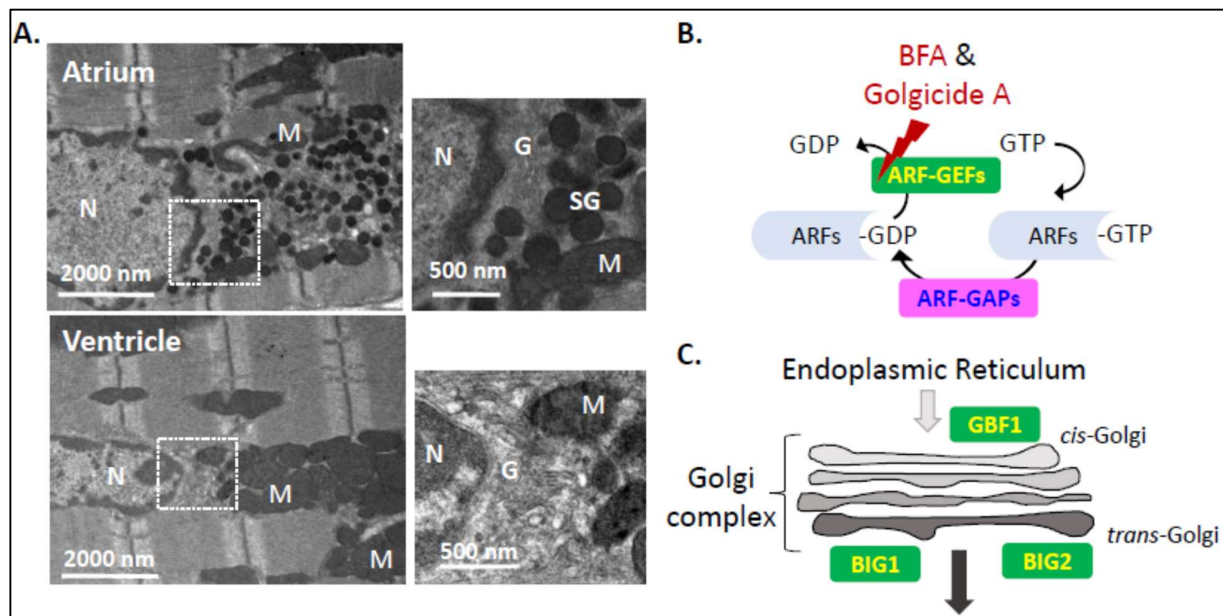 A.
Atrium
M
N
2000 nm
N
G
SG
M
500 nm
Ventricle
N
M
M
2000 nm
M
N
G
500 nm
B.
BFA &
Golgicide A
GDP
GTP
ARF-GEFs
ARFs -GDP
ARFs -GTP
ARF-GAPs
C.
Endoplasmic Reticulum
GBF1
cis-Golgi
Golgi
complex
trans-Golgi
BIG1
BIG2